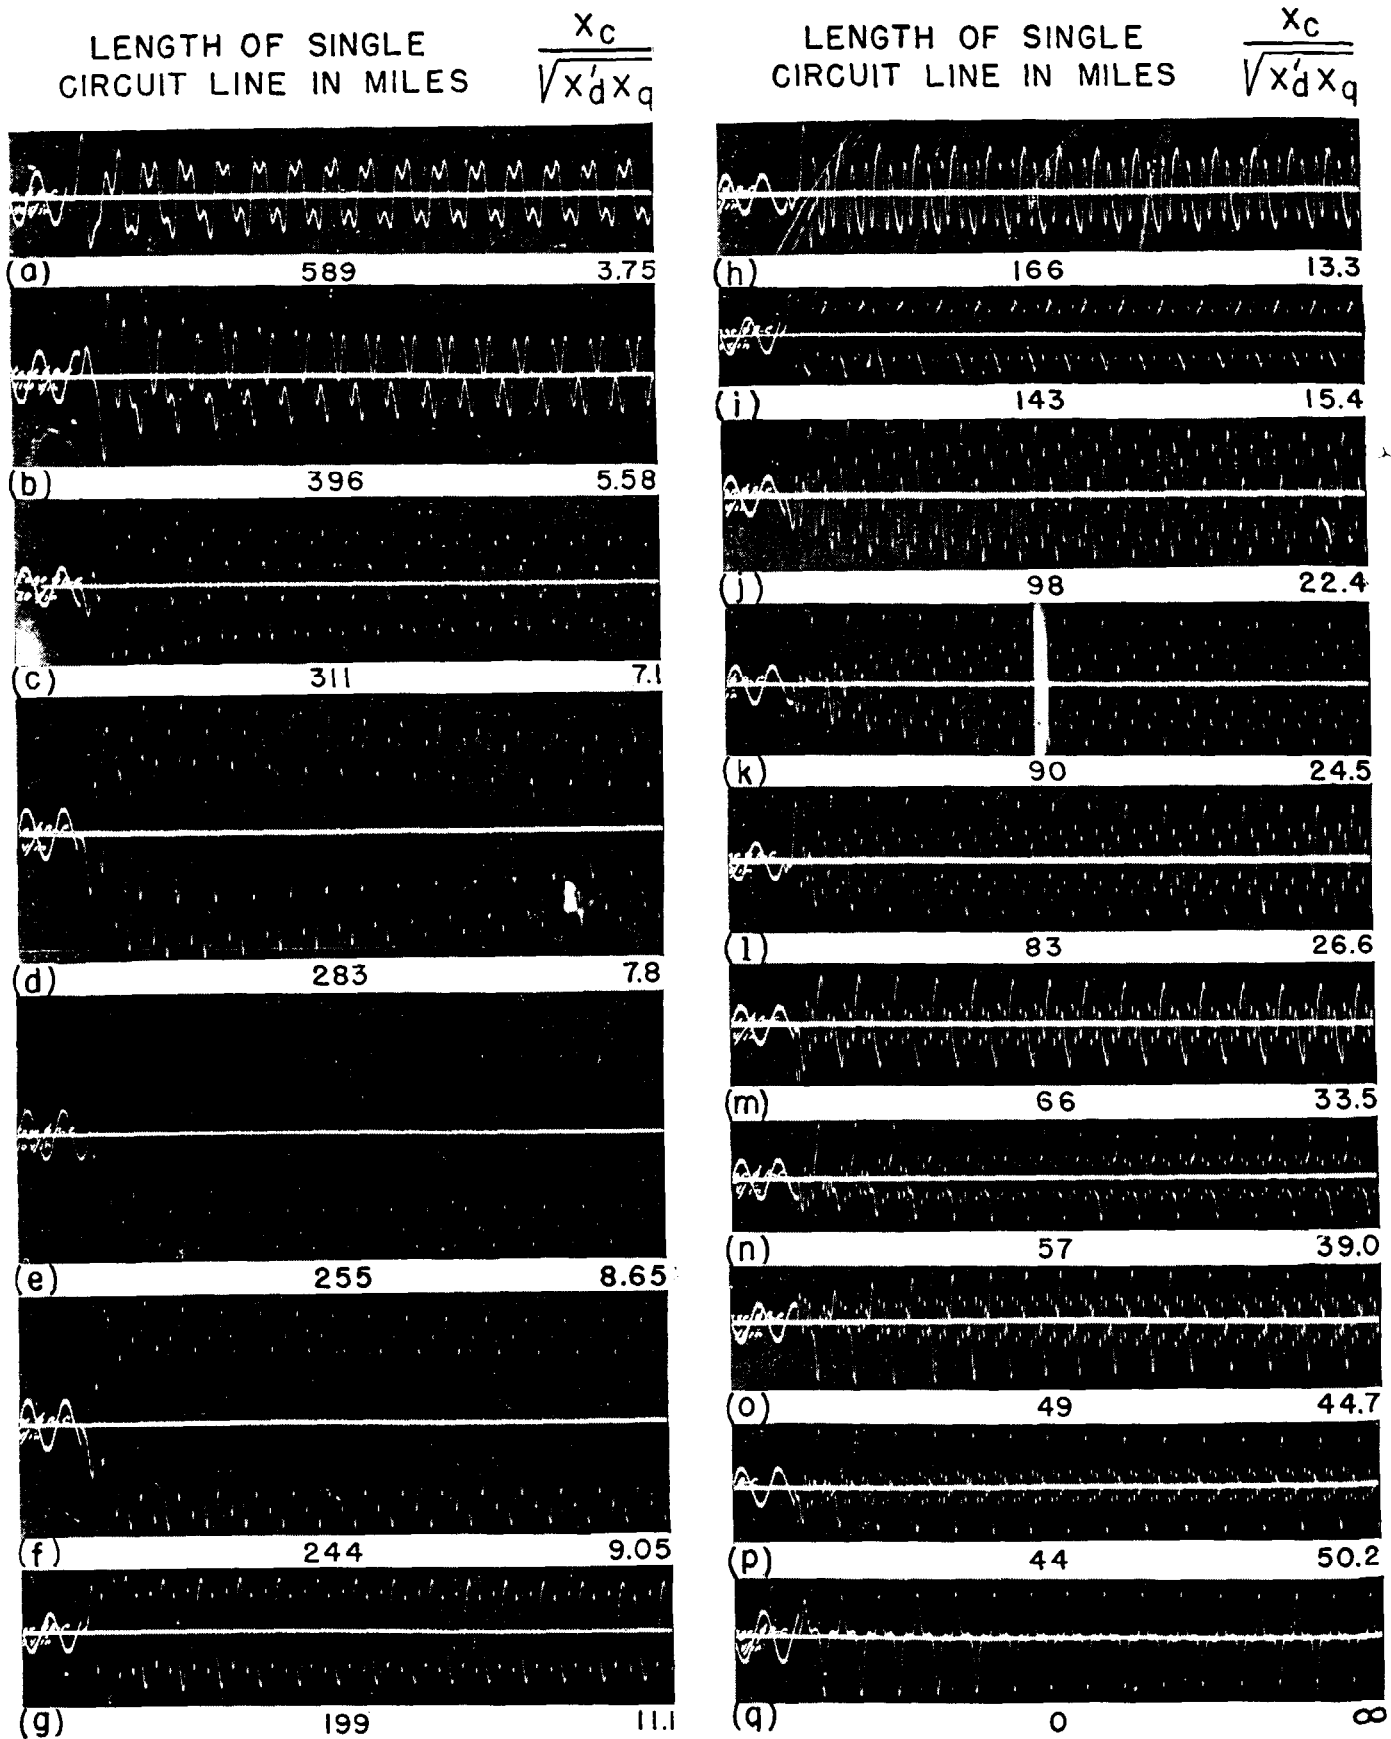 LENGTH OF SINGLE
CIRCUIT LINE IN MILES
Xc / √X'd Xq
(a) 589 3.75
(b) 396 5.58
(c) 311 7.1
(d) 283 7.8
(e) 255 8.65
(f) 244 9.05
(g) 199 11.1
LENGTH OF SINGLE
CIRCUIT LINE IN MILES
Xc / √X'd Xq
(h) 166 13.3
(i) 143 15.4
(j) 98 22.4
(k) 90 24.5
(l) 83 26.6
(m) 66 33.5
(n) 57 39.0
(o) 49 44.7
(p) 44 50.2
(q) 0 ∞